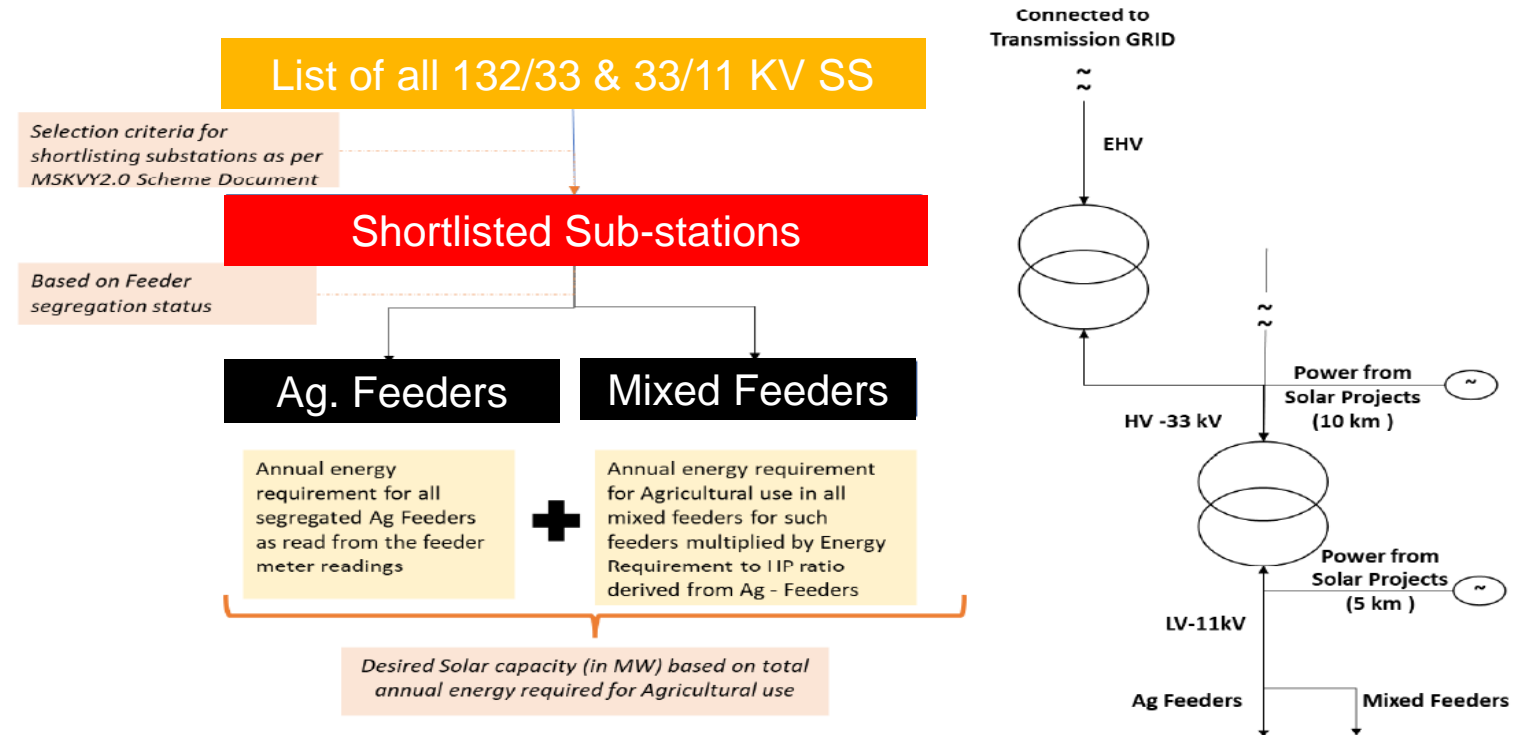 List of all 132/33 & 33/11 KV SS
Selection criteria for
shortlisting substations as per
MSKVY2.0 Scheme Document
Shortlisted Sub-stations
Based on Feeder
segregation status
Ag. Feeders
Mixed Feeders
Annual energy
requirement for all
segregated Ag Feeders
as read from the feeder
meter readings
Annual energy requirement
for Agricultural use in all
mixed feeders for such
feeders multiplied by Energy
Requirement to HP ratio
derived from Ag - Feeders
Desired Solar capacity (in MW) based on total
annual energy required for Agricultural use
Connected to
Transmission GRID
~
~
EHV
~
~
Power from
Solar Projects
(10 km )
~
HV -33 kV
Power from
Solar Projects
(5 km )
~
LV-11kV
Ag Feeders
Mixed Feeders